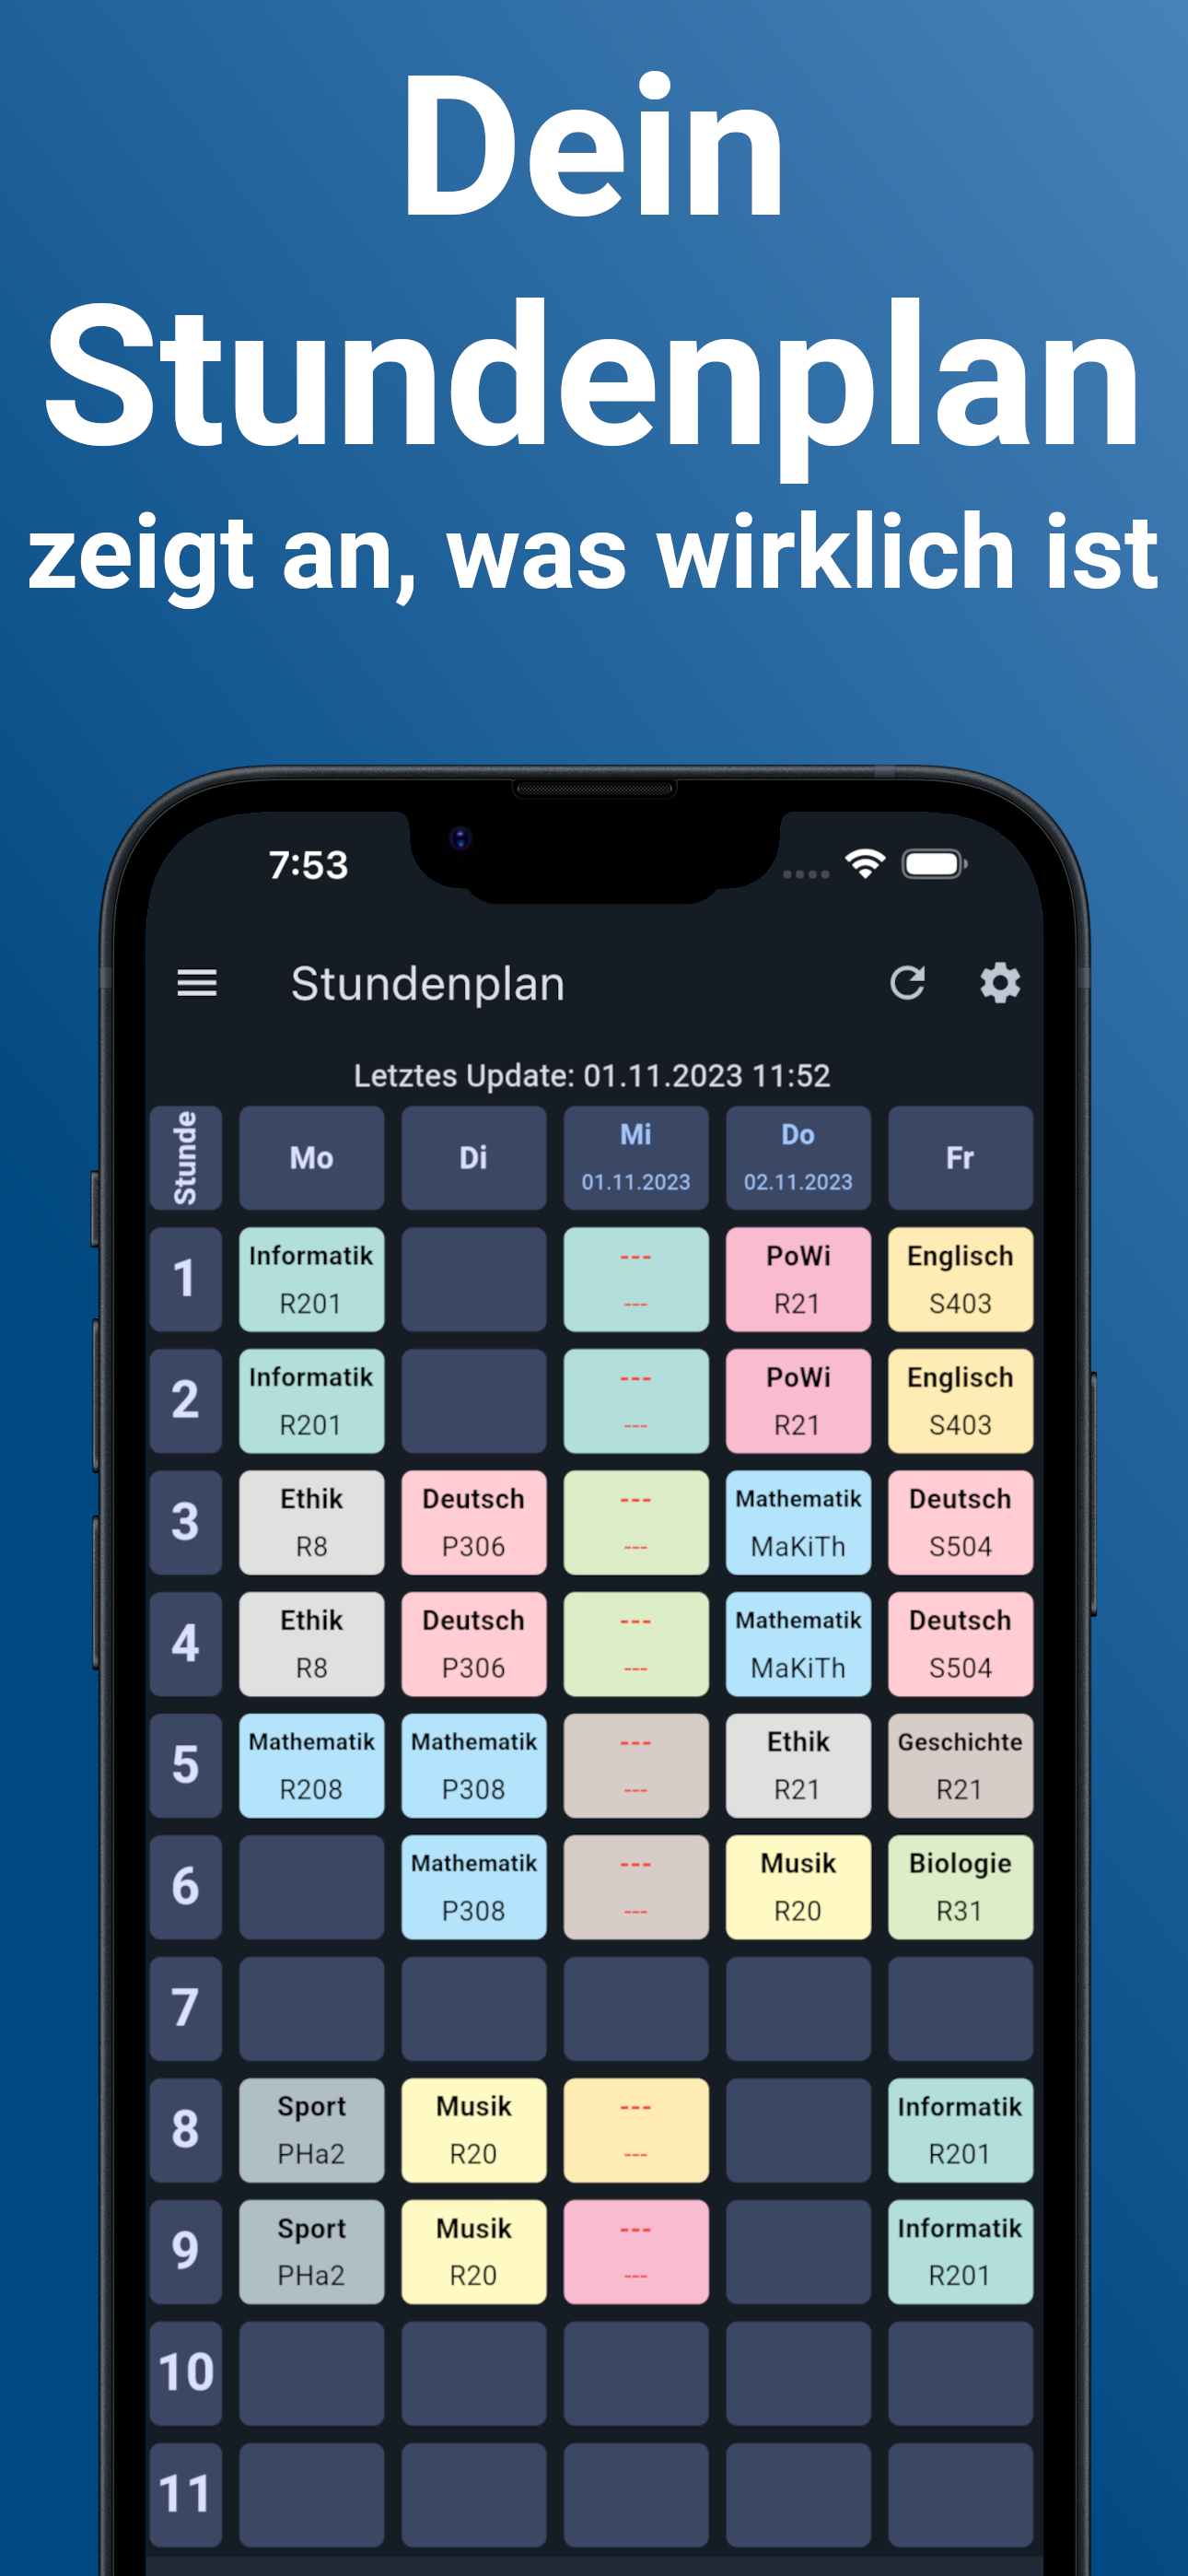 Dein
Stundenplan
zeigt an, was wirklich ist
7:53
Stundenplan
Letztes Update: 01.11.2023 11:52
Stunde Mo Di Mi Do Fr
01.11.2023 02.11.2023
1 Informatik --- PoWi Englisch
R201 --- R21 S403
2 Informatik --- PoWi Englisch
R201 --- R21 S403
3 Ethik Deutsch --- Mathematik Deutsch
R8 P306 --- MaKiTh S504
4 Ethik Deutsch --- Mathematik Deutsch
R8 P306 --- MaKiTh S504
5 Mathematik Mathematik --- Ethik Geschichte
R208 P308 --- R21 R21
6 Mathematik --- Musik Biologie
P308 --- R20 R31
7
8 Sport Musik --- Informatik
PHa2 R20 --- R201
9 Sport Musik --- Informatik
PHa2 R20 --- R201
10
11